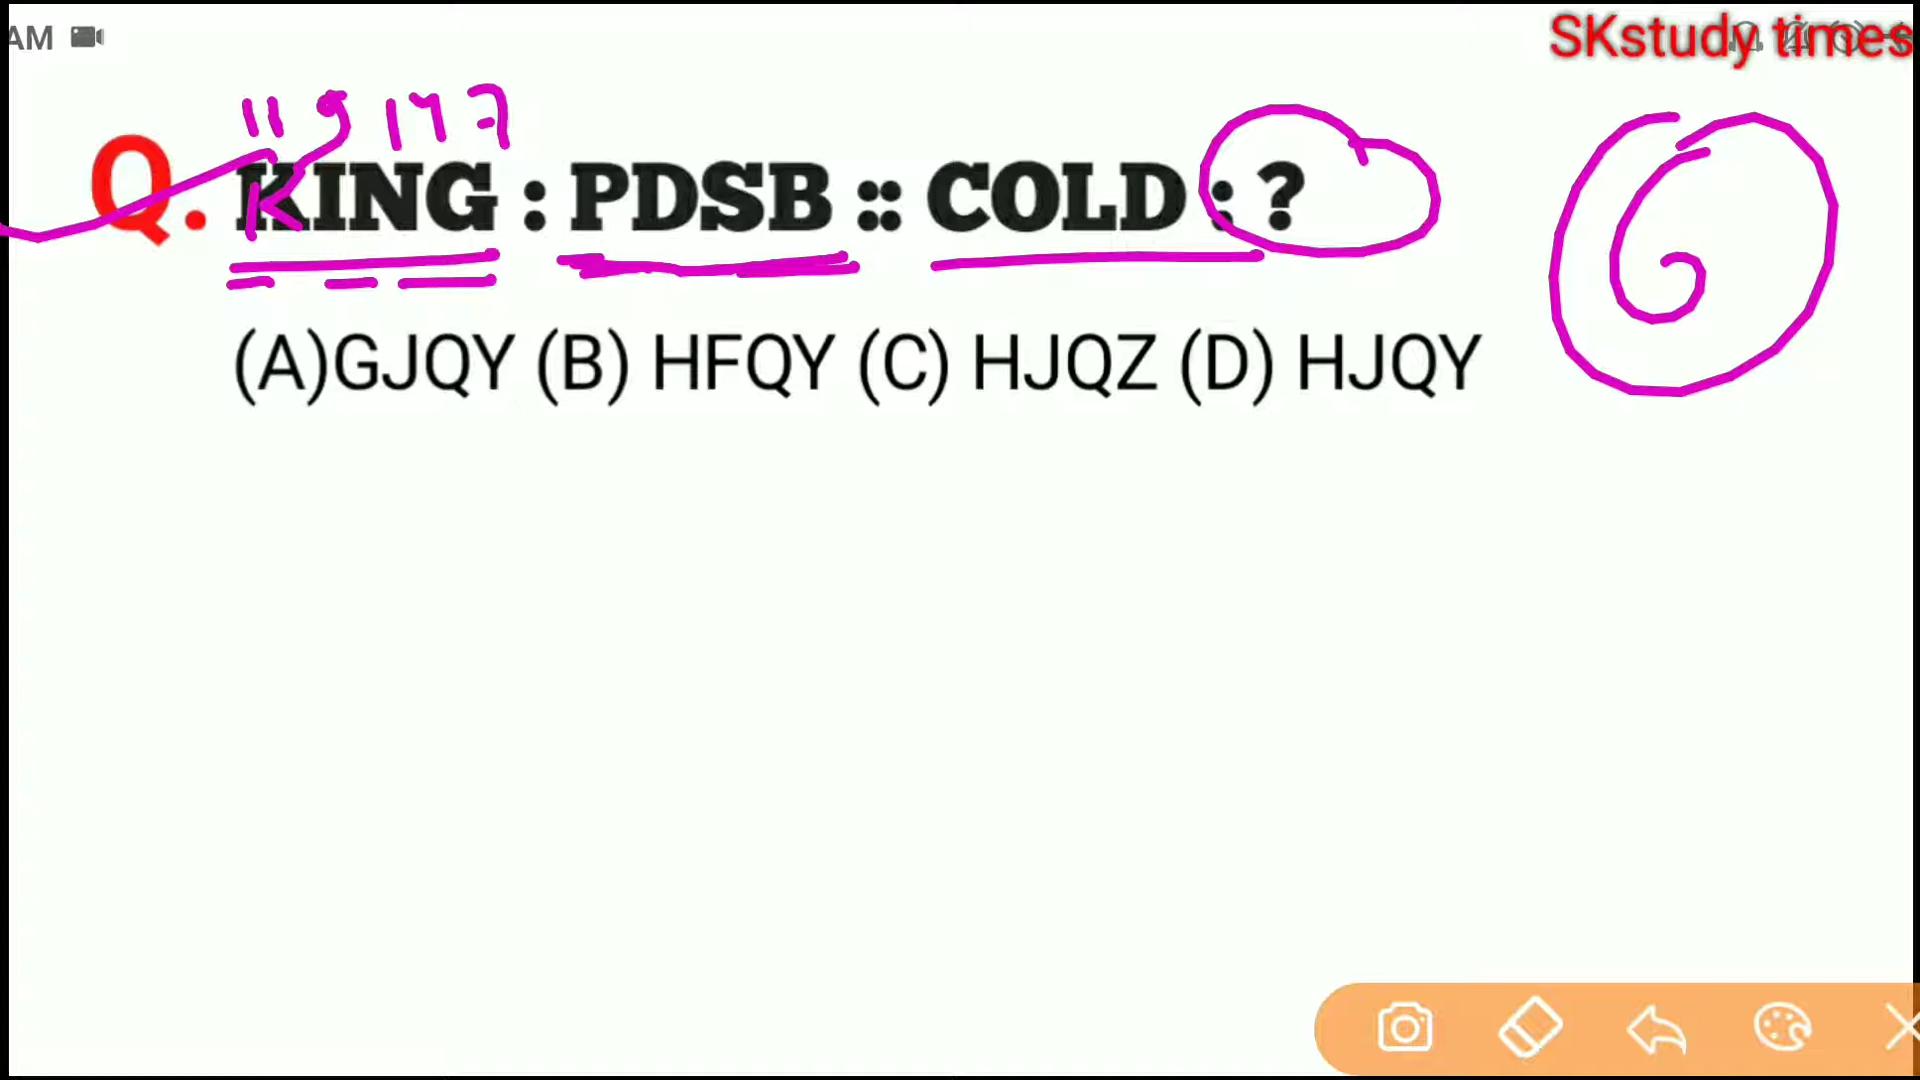 AM
SKstudy times
11 9 14 7
Q. KING : PDSB :: COLD : ?
K
(A)GJQY (B) HFQY (C) HJQZ (D) HJQY